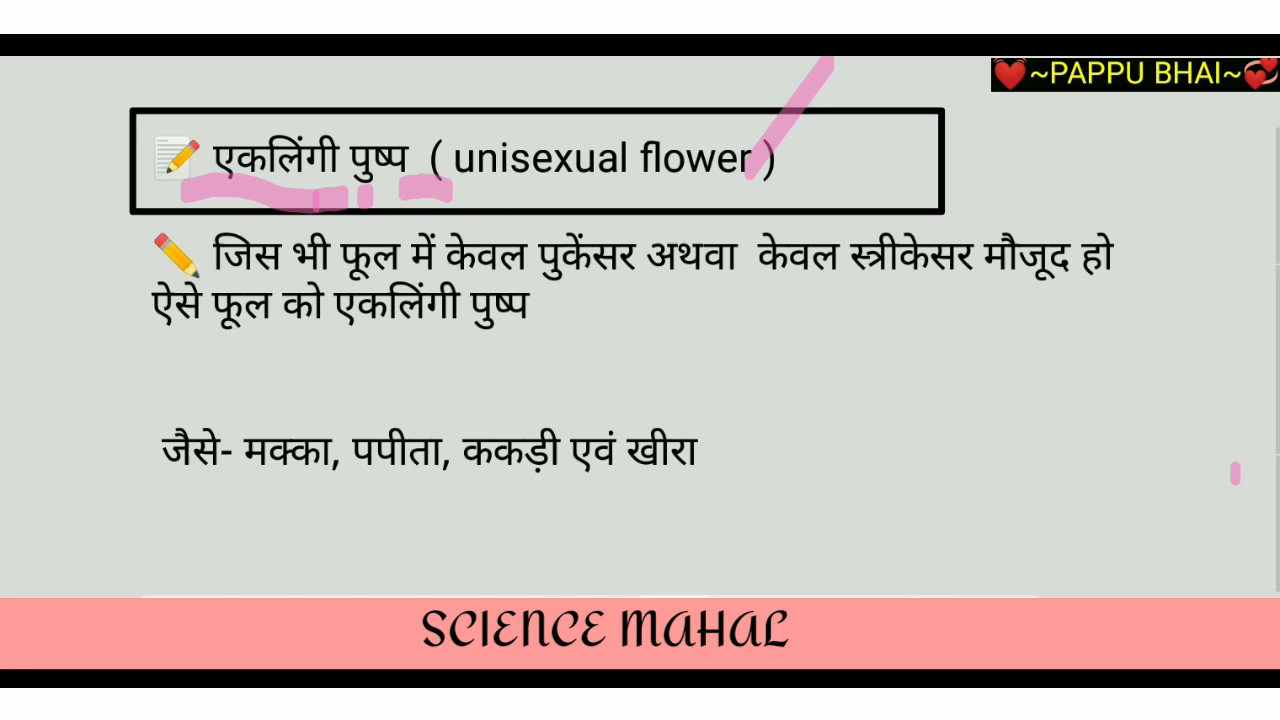 ~PAPPU BHAI~
एकलिंगी पुष्प ( unisexual flower )
जिस भी फूल में केवल पुकेंसर अथवा केवल स्त्रीकेसर मौजूद हो
ऐसे फूल को एकलिंगी पुष्प
जैसे- मक्का, पपीता, ककड़ी एवं खीरा
SCIENCE MAHAL